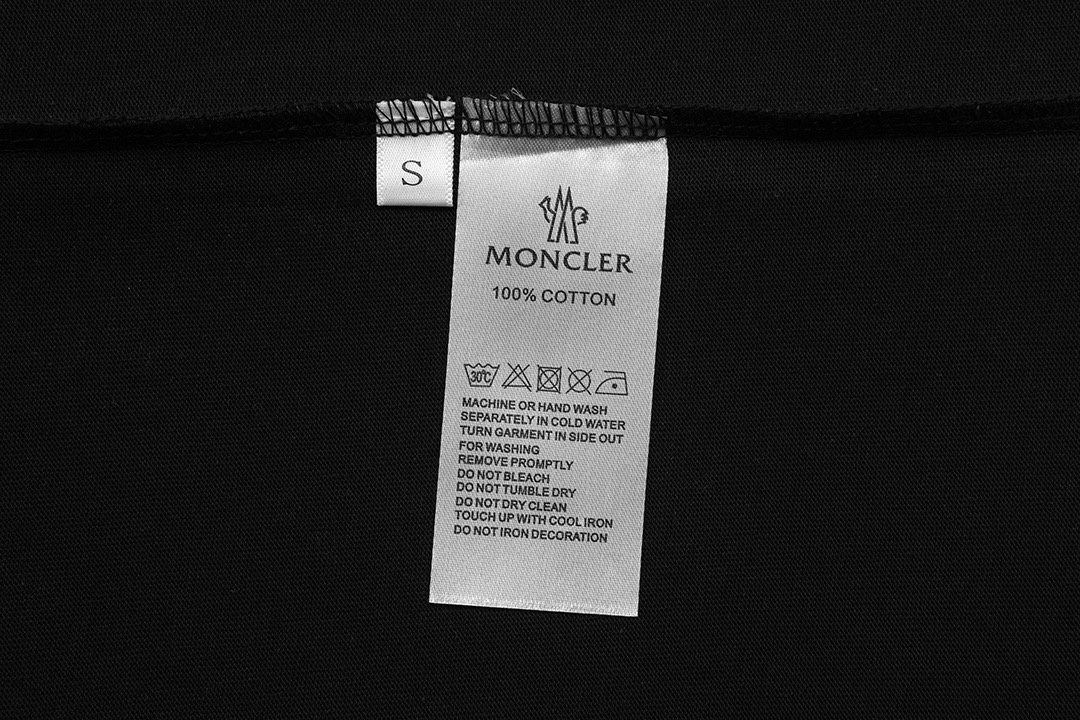 S
MONCLER
100% COTTON
30°C
MACHINE OR HAND WASH
SEPARATELY IN COLD WATER
TURN GARMENT IN SIDE OUT
FOR WASHING
REMOVE PROMPTLY
DO NOT BLEACH
DO NOT TUMBLE DRY
DO NOT DRY CLEAN
TOUCH UP WITH COOL IRON
DO NOT IRON DECORATION